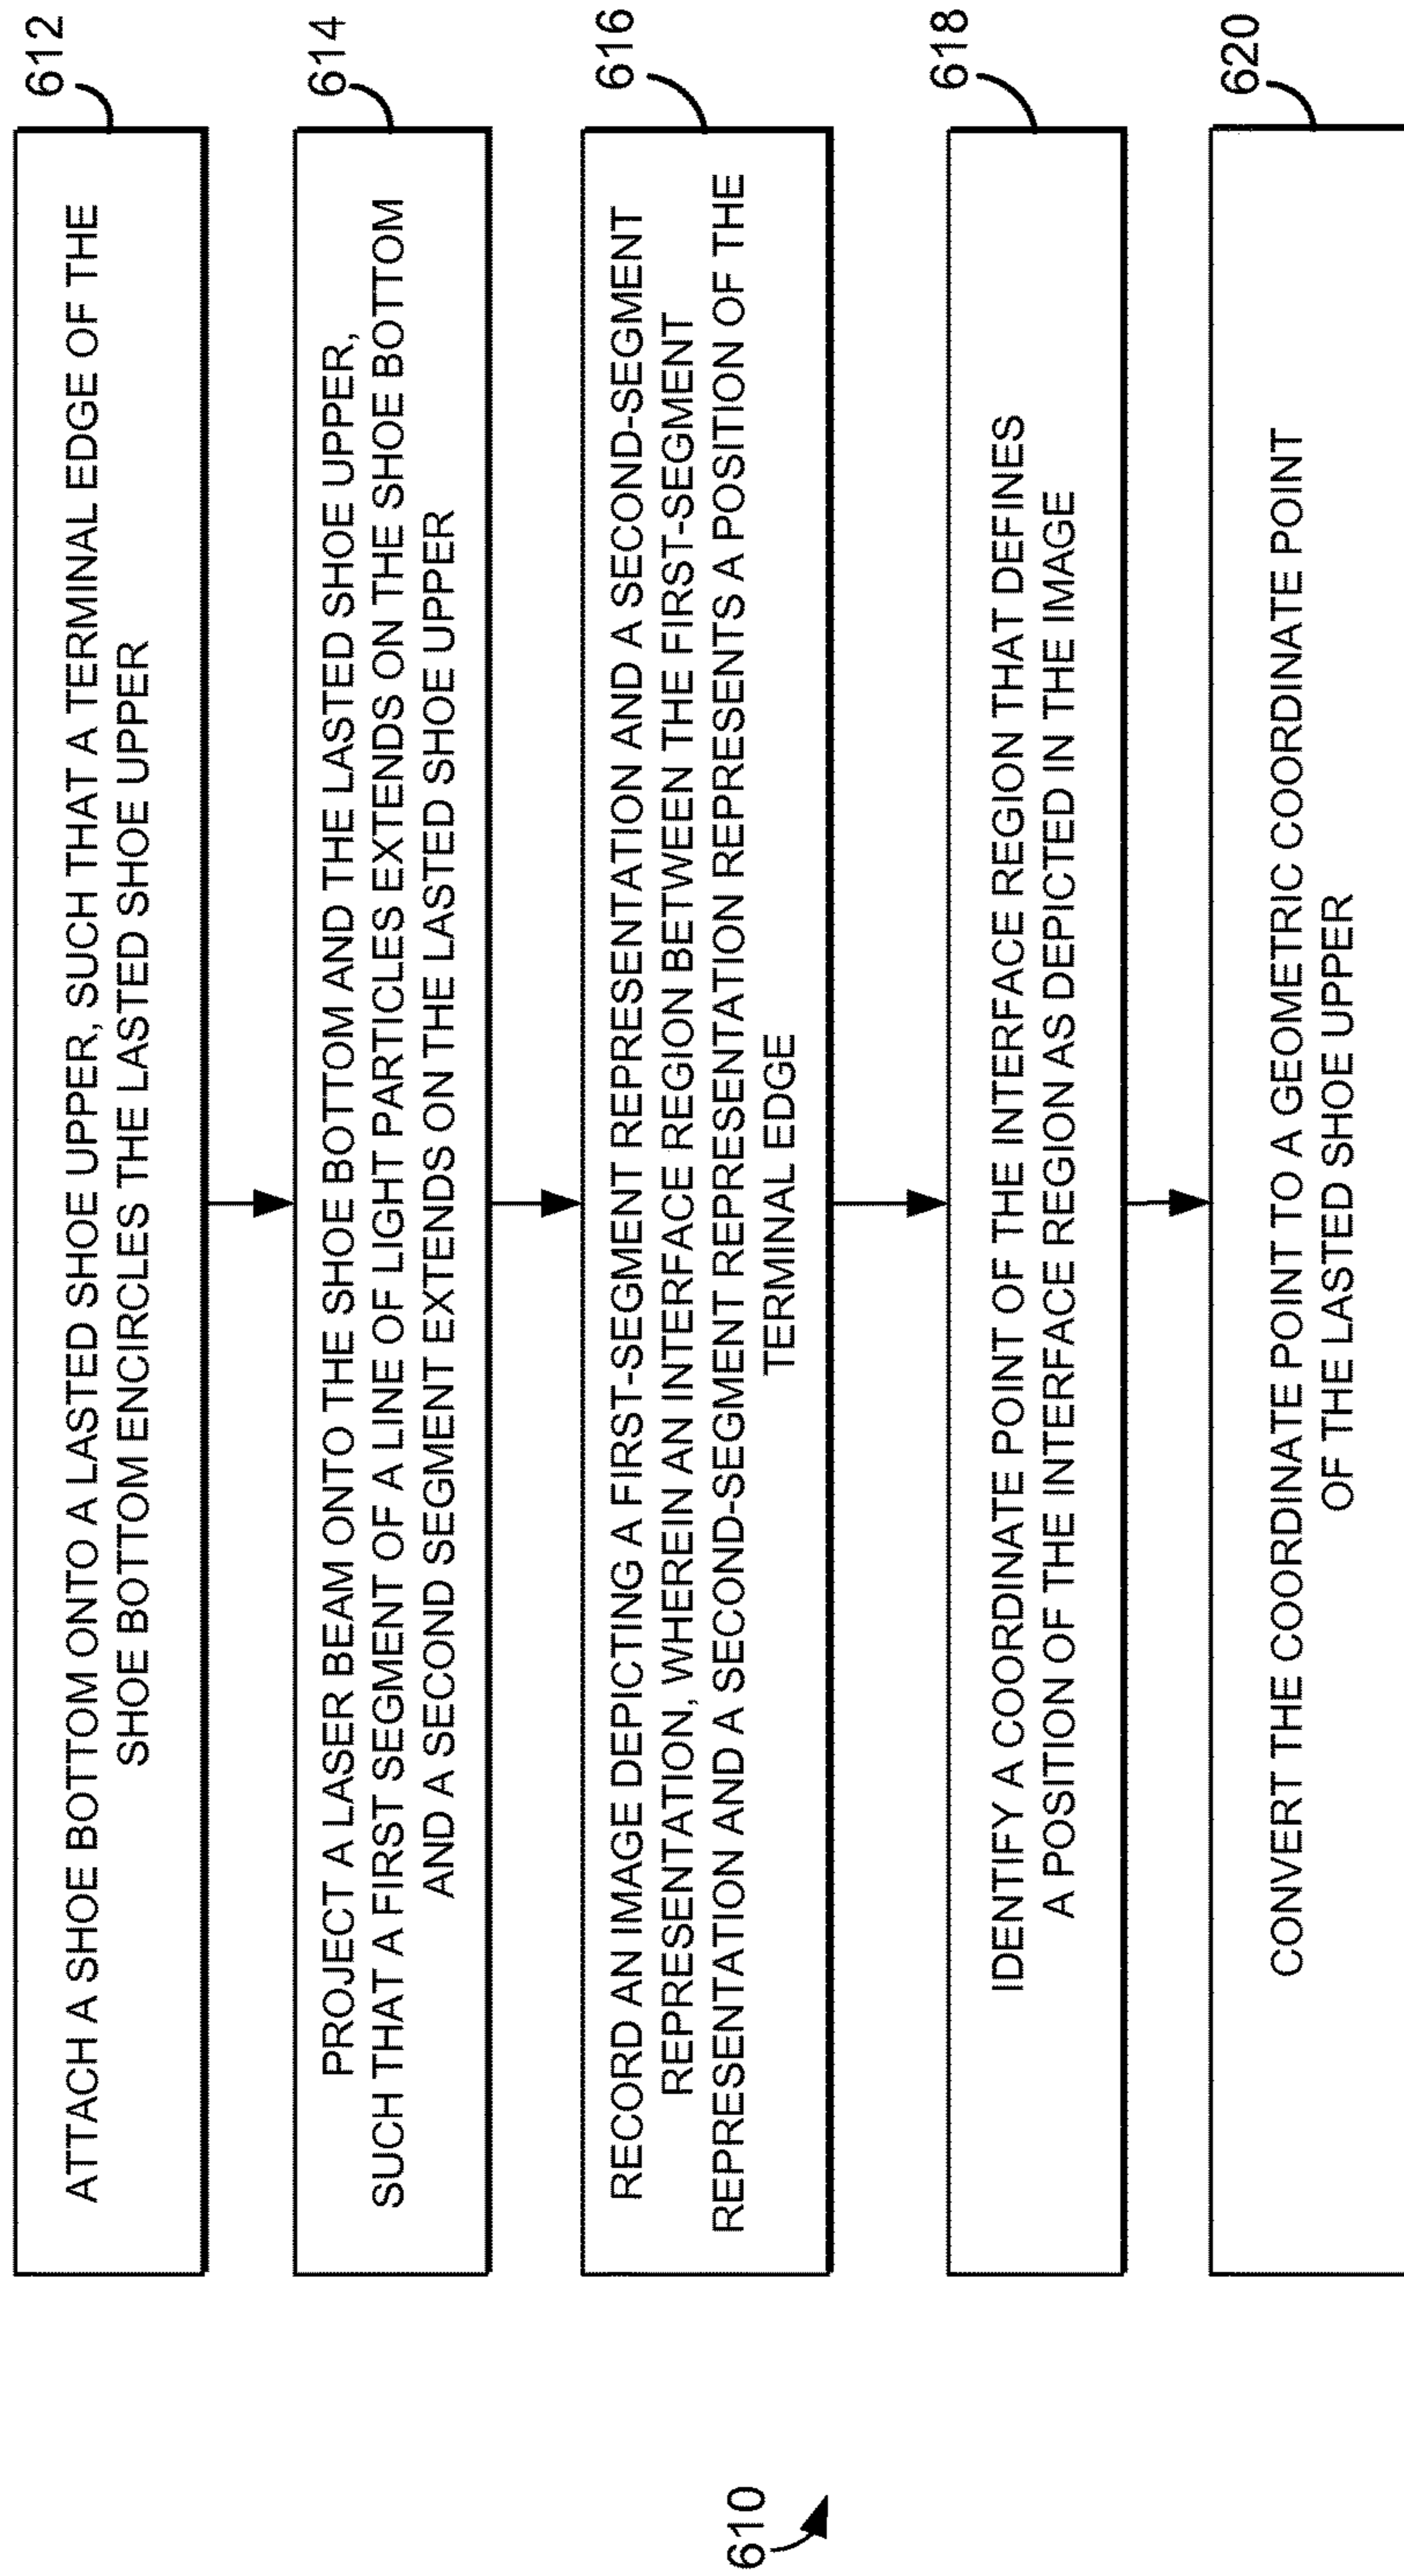 610
612
ATTACH A SHOE BOTTOM ONTO A LASTED SHOE UPPER, SUCH THAT A TERMINAL EDGE OF THE
SHOE BOTTOM ENCIRCLES THE LASTED SHOE UPPER
614
PROJECT A LASER BEAM ONTO THE SHOE BOTTOM AND THE LASTED SHOE UPPER,
SUCH THAT A FIRST SEGMENT OF A LINE OF LIGHT PARTICLES EXTENDS ON THE SHOE BOTTOM
AND A SECOND SEGMENT EXTENDS ON THE LASTED SHOE UPPER
616
RECORD AN IMAGE DEPICTING A FIRST-SEGMENT REPRESENTATION AND A SECOND-SEGMENT
REPRESENTATION, WHEREIN AN INTERFACE REGION BETWEEN THE FIRST-SEGMENT
REPRESENTATION AND A SECOND-SEGMENT REPRESENTATION REPRESENTS A POSITION OF THE
TERMINAL EDGE
618
IDENTIFY A COORDINATE POINT OF THE INTERFACE REGION THAT DEFINES
A POSITION OF THE INTERFACE REGION AS DEPICTED IN THE IMAGE
620
CONVERT THE COORDINATE POINT TO A GEOMETRIC COORDINATE POINT
OF THE LASTED SHOE UPPER